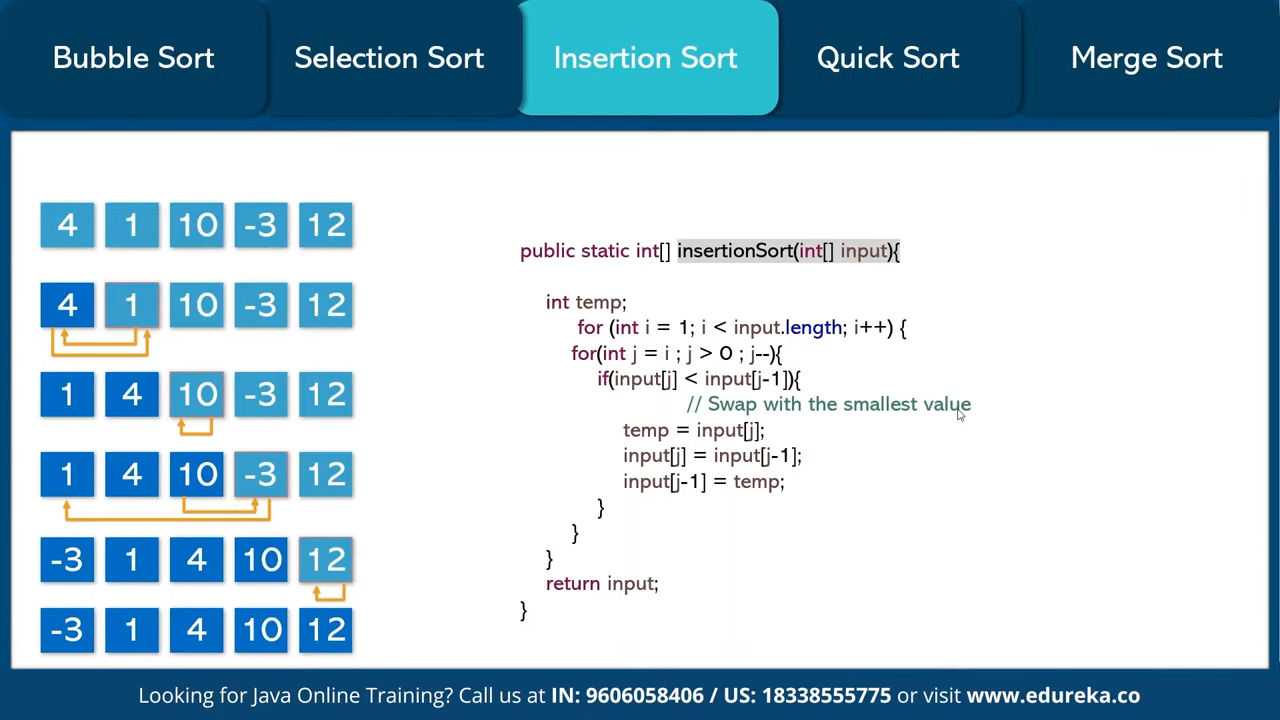 Bubble Sort Selection Sort Insertion Sort Quick Sort Merge Sort
4 1 10 -3 12
4 1 10 -3 12
1 4 10 -3 12
1 4 10 -3 12
-3 1 4 10 12
-3 1 4 10 12
public static int[] insertionSort(int[] input){
int temp;
for (int i = 1; i < input.length; i++) {
for(int j = i ; j > 0 ; j--){
if(input[j] < input[j-1]){
// Swap with the smallest value
temp = input[j];
input[j] = input[j-1];
input[j-1] = temp;
}
}
}
return input;
}
Looking for Java Online Training? Call us at IN: 9606058406 / US: 18338555775 or visit www.edureka.co